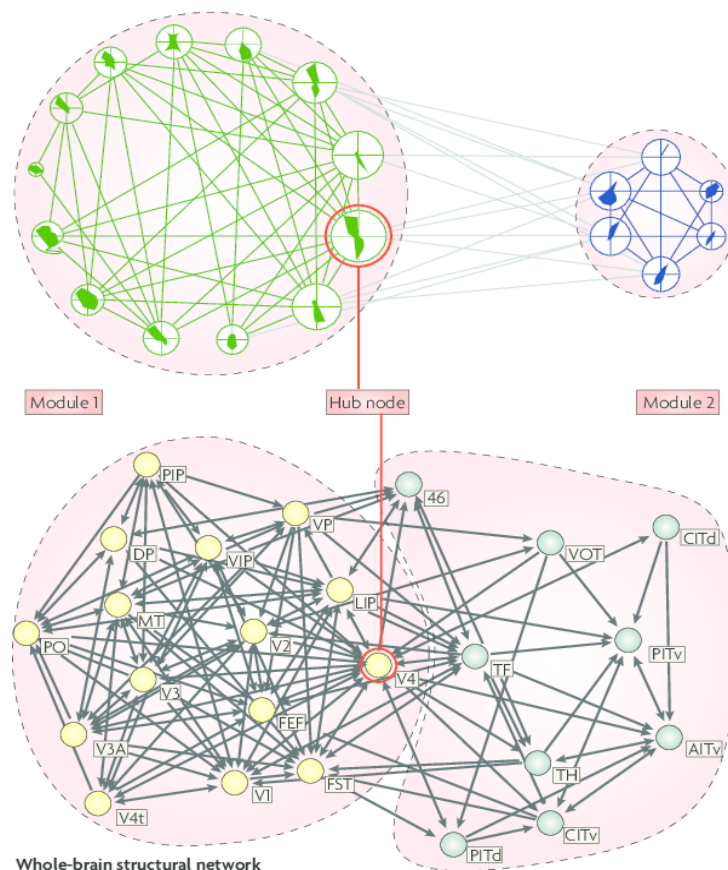 Module 1
Hub node
Module 2
PIP
46
VP
CITd
DP
VIP
VOT
LIP
MT
PO
V2
PITv
V4
TF
V3
FEF
V3A
AITv
V1
FST
TH
V4t
CITv
PITd
Whole-brain structural network